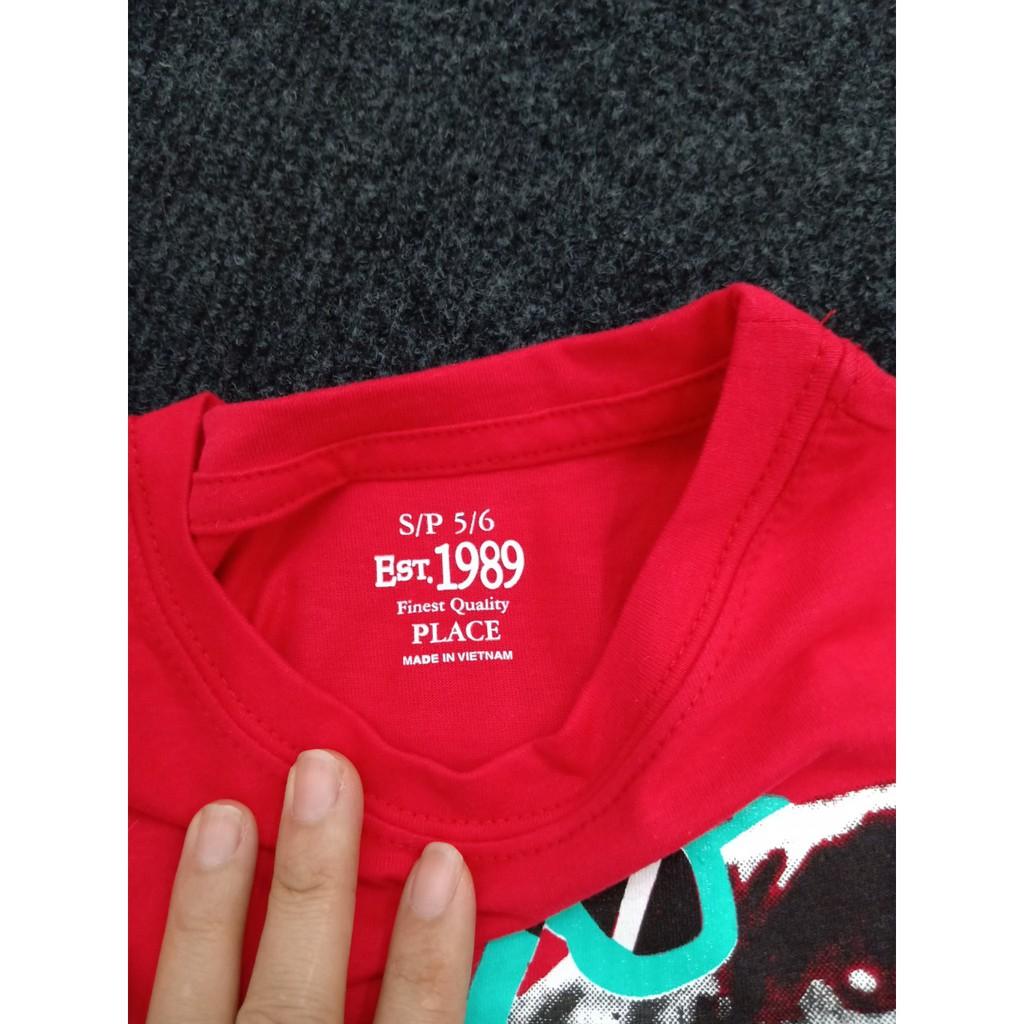 S/P 5/6
EST. 1989
Finest Quality
PLACE
MADE IN VIETNAM